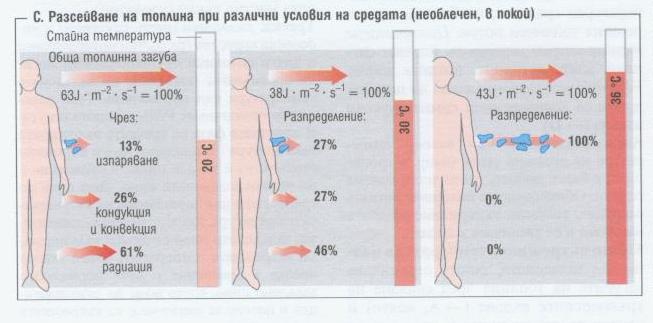 С. Разсейване на топлина при различни условия на средата (необлечен, в покой)
Стайна температура
Обща топлинна загуба
63J · m⁻² · s⁻¹ = 100%
Чрез:
13%
изпаряване
26%
кондукция
и конвекция
61%
радиация
20 °C
38J · m⁻² · s⁻¹ = 100%
Разпределение:
27%
27%
46%
30 °C
43J · m⁻² · s⁻¹ = 100%
Разпределение:
100%
0%
0%
36 °C